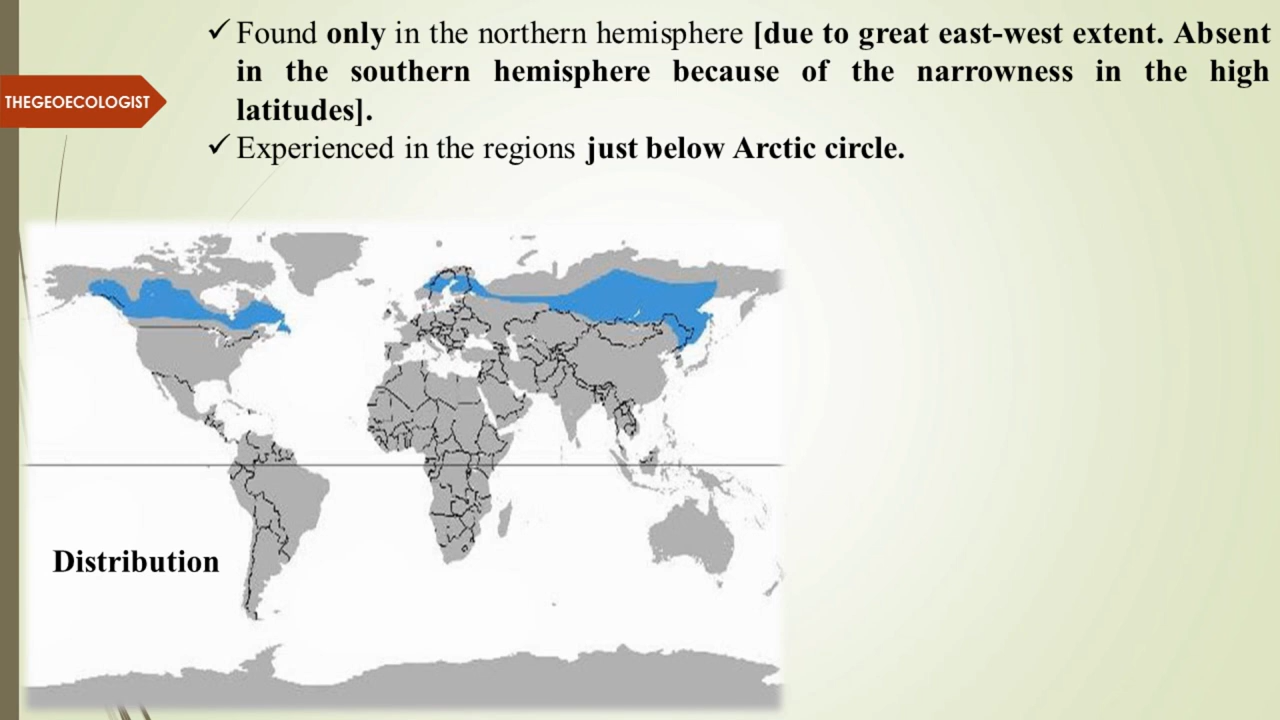 ✓ Found only in the northern hemisphere [due to great east-west extent. Absent
in the southern hemisphere because of the narrowness in the high
THEGEOECOLOGIST
latitudes].
✓ Experienced in the regions just below Arctic circle.
Distribution